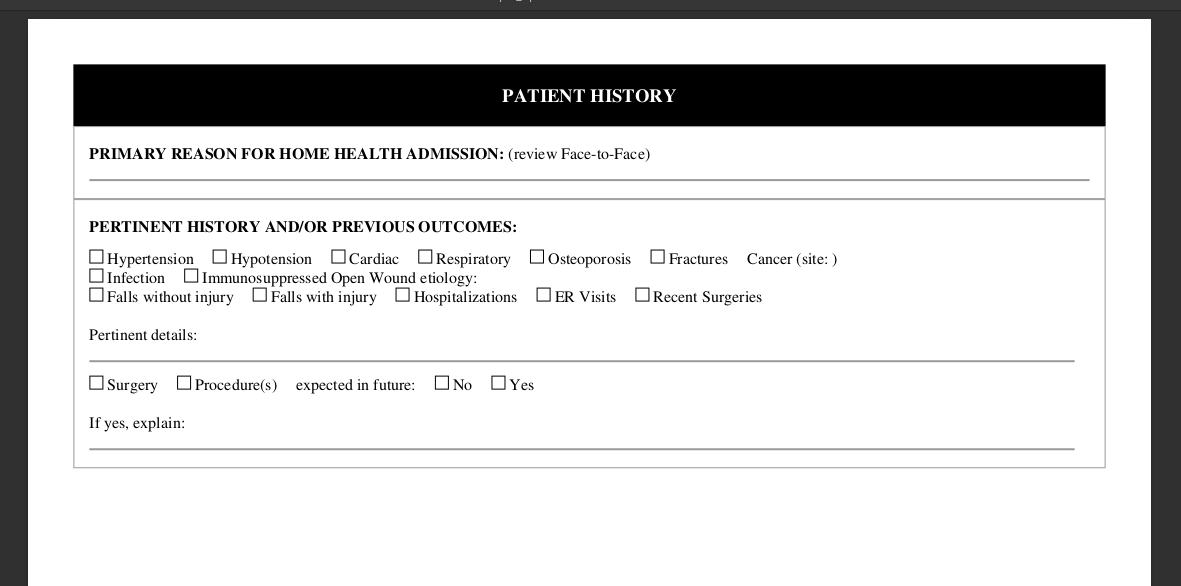 PATIENT HISTORY
PRIMARY REASON FOR HOME HEALTH ADMISSION: (review Face-to-Face)
PERTINENT HISTORY AND/OR PREVIOUS OUTCOMES:
☐ Hypertension ☐ Hypotension ☐ Cardiac ☐ Respiratory ☐ Osteoporosis ☐ Fractures Cancer (site: )
☐ Infection ☐ Immunosuppressed Open Wound etiology:
☐ Falls without injury ☐ Falls with injury ☐ Hospitalizations ☐ ER Visits ☐ Recent Surgeries
Pertinent details:
☐ Surgery ☐ Procedure(s) expected in future: ☐ No ☐ Yes
If yes, explain: